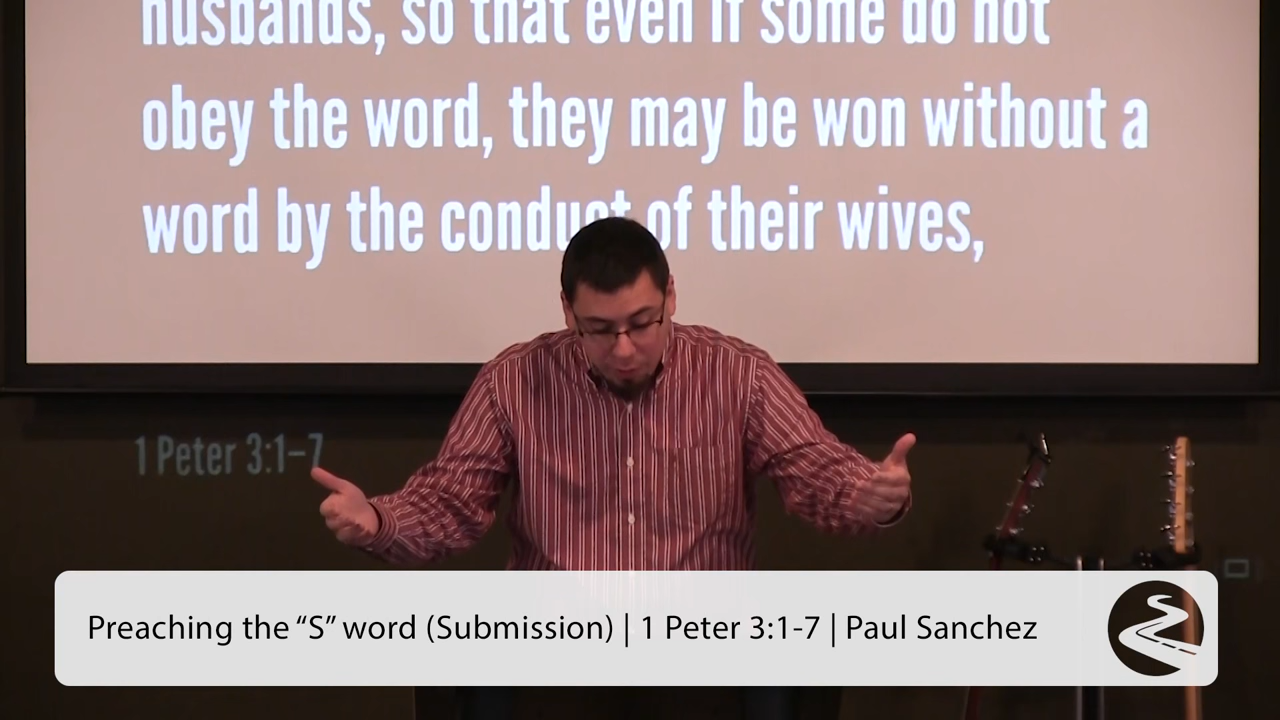 husbands, so that even if some do not
obey the word, they may be won without a
word by the conduct of their wives,
1 Peter 3:1–7
Preaching the “S” word (Submission) | 1 Peter 3:1-7 | Paul Sanchez